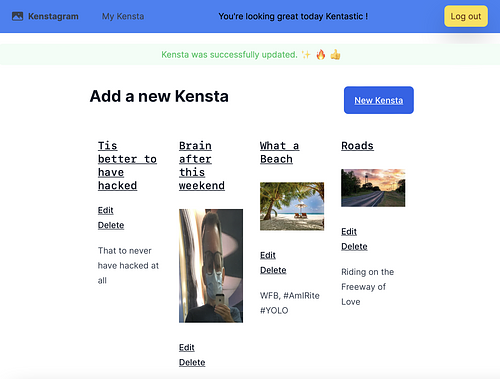 Kenstagram
My Kensta
You're looking great today Kentastic !
Log out
Kensta was successfully updated. ✨ 🔥 👍
Add a new Kensta
New Kensta
Tis
better to
have
hacked
Edit
Delete
That to never
have hacked at
all
Brain
after
this
weekend
Edit
Delete
What a
Beach
Edit
Delete
WFB, #AmIRite
#YOLO
Roads
Edit
Delete
Riding on the
Freeway of
Love